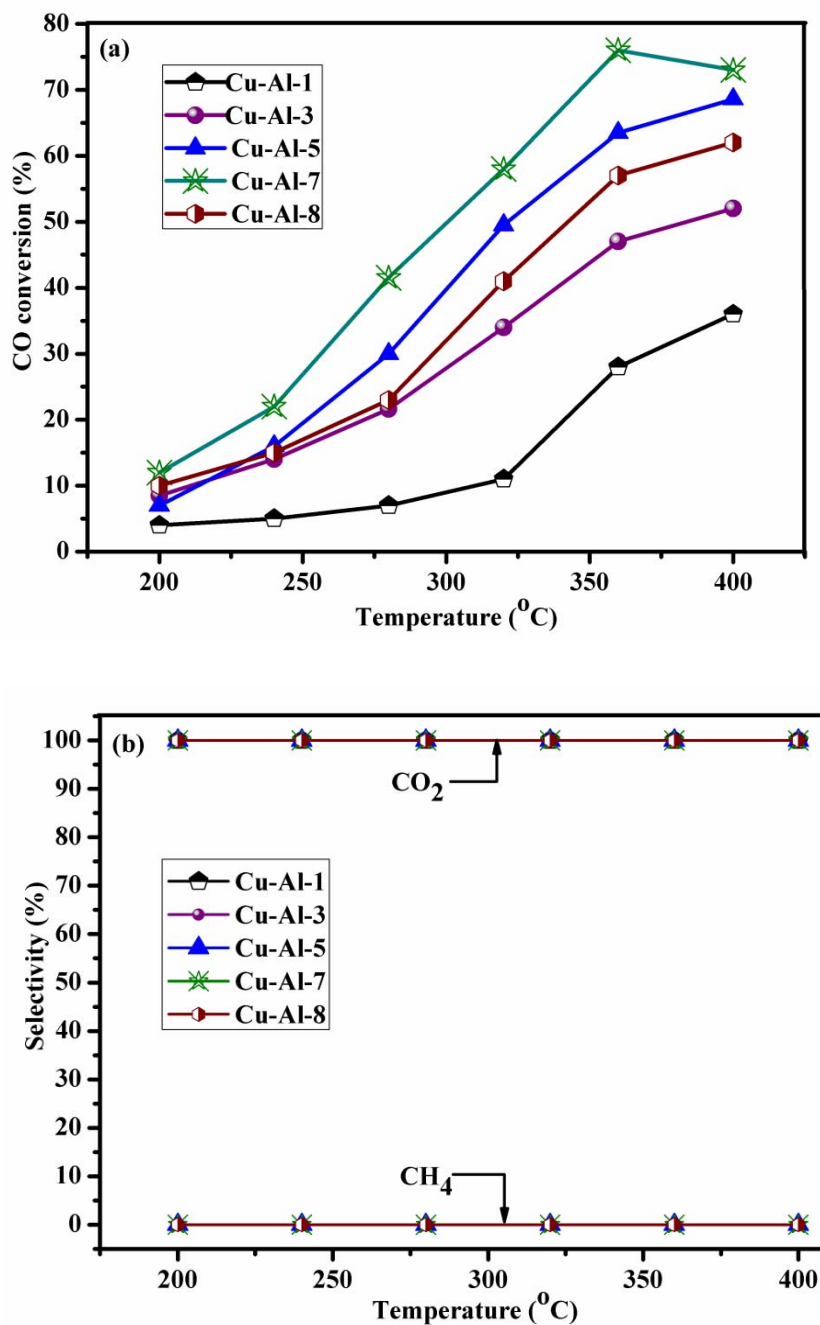 (a)
Cu-Al-1
Cu-Al-3
Cu-Al-5
Cu-Al-7
Cu-Al-8
CO conversion (%)
80
70
60
50
40
30
20
10
0
200 250 300 350 400
Temperature (°C)
(b)
CO2
Cu-Al-1
Cu-Al-3
Cu-Al-5
Cu-Al-7
Cu-Al-8
CH4
Selectivity (%)
100
90
80
70
60
50
40
30
20
10
0
200 250 300 350 400
Temperature (°C)